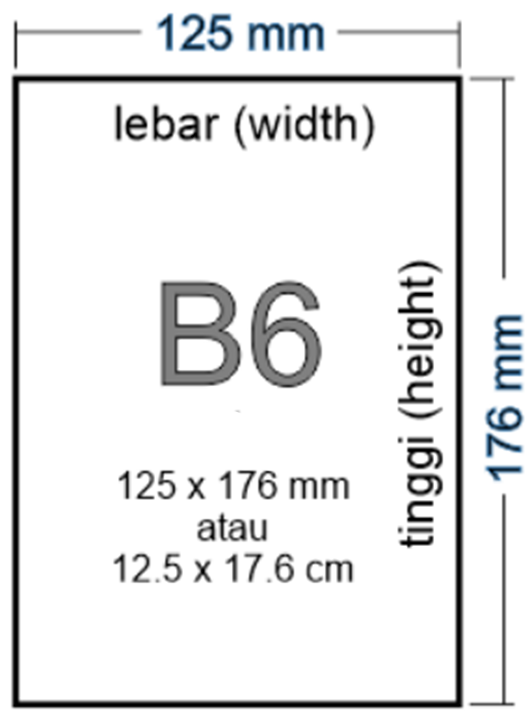 125 mm
lebar (width)
B6
tinggi (height)
176 mm
125 x 176 mm
atau
12.5 x 17.6 cm